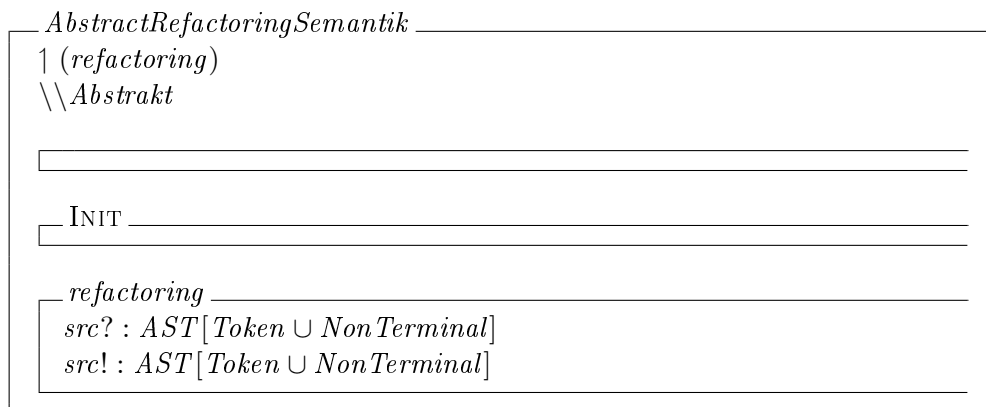 AbstractRefactoringSemantik
↾ (refactoring)
\\Abstrakt
INIT
refactoring
src? : AST[Token ∪ NonTerminal]
src! : AST[Token ∪ NonTerminal]